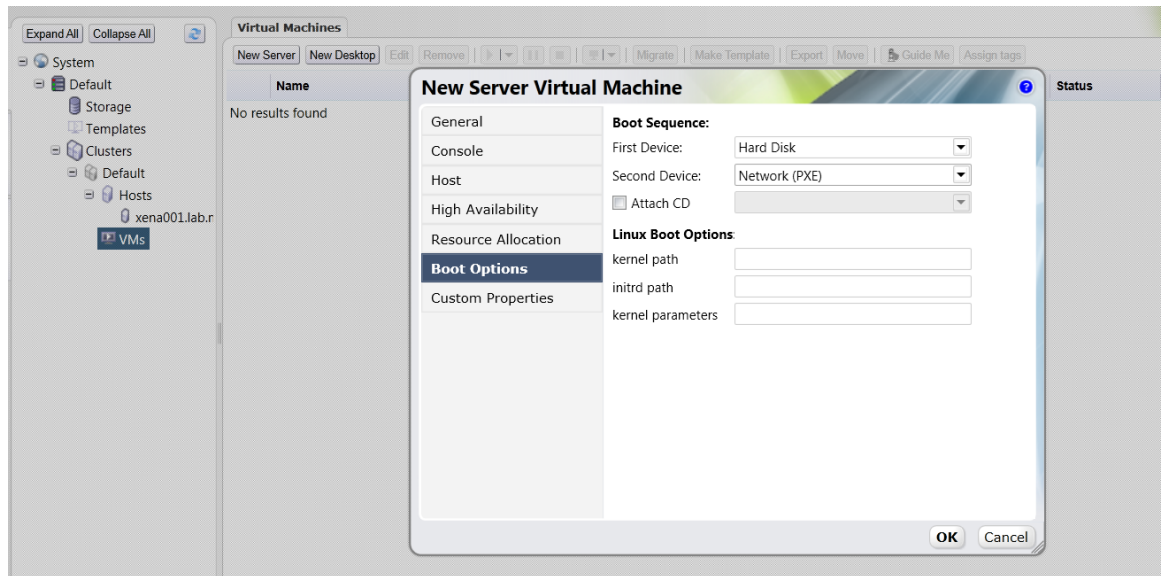 Expand All Collapse All
System
Default
Storage
Templates
Clusters
Default
Hosts
xena001.lab.r
VMs
Virtual Machines
New Server New Desktop Edit Remove Migrate Make Template Export Move Guide Me Assign tags
Name Status
No results found
New Server Virtual Machine ?
General
Console
Host
High Availability
Resource Allocation
Boot Options
Custom Properties
Boot Sequence:
First Device: Hard Disk
Second Device: Network (PXE)
Attach CD
Linux Boot Options:
kernel path
initrd path
kernel parameters
OK Cancel